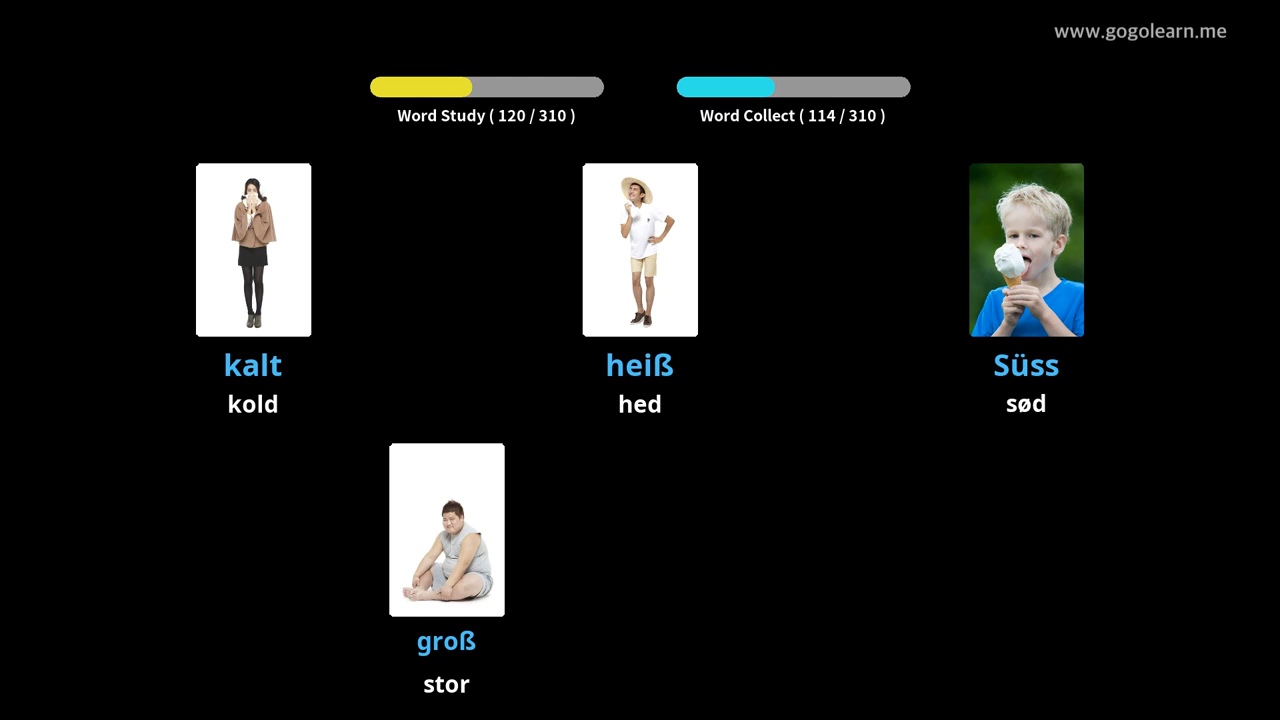 www.gogolearn.me
Word Study ( 120 / 310 )
Word Collect ( 114 / 310 )
kalt
heiß
Süss
kold
hed
sød
groß
stor